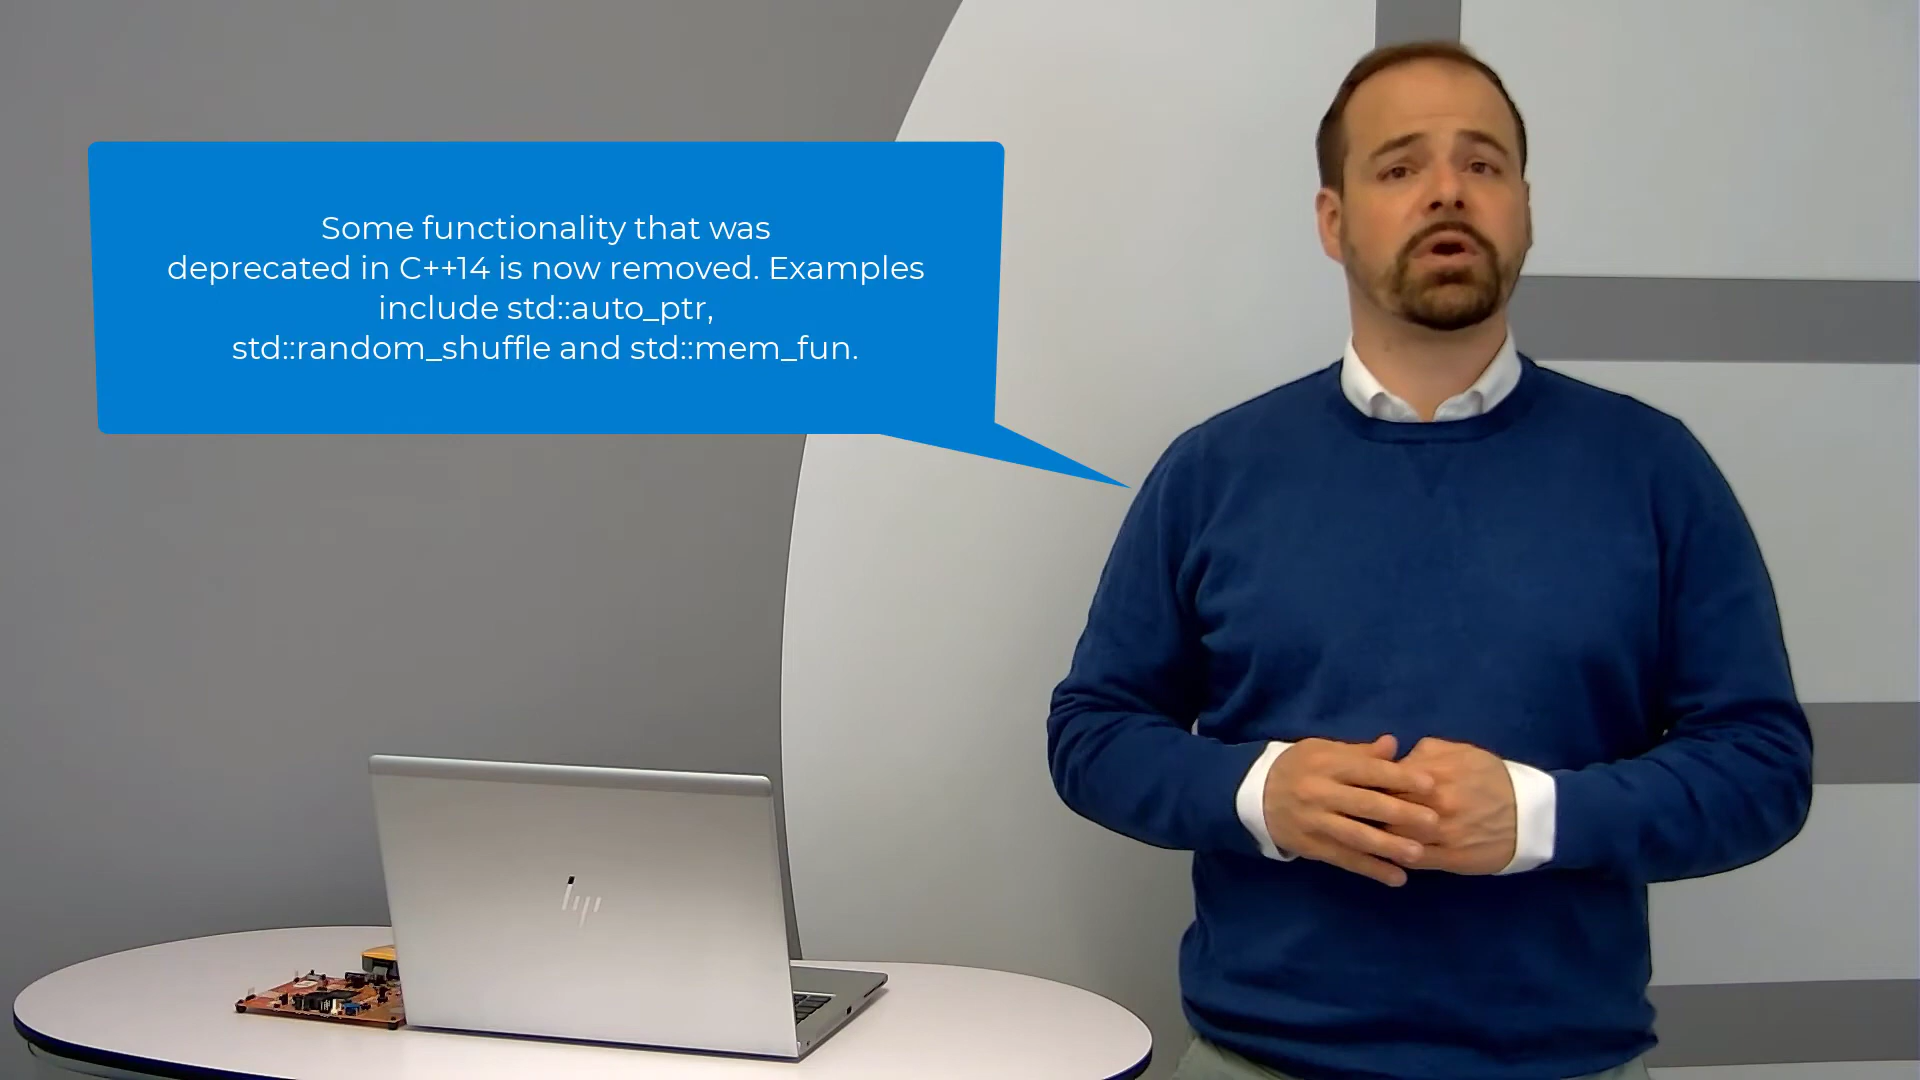 Some functionality that was
deprecated in C++14 is now removed. Examples
include std::auto_ptr,
std::random_shuffle and std::mem_fun.
hp